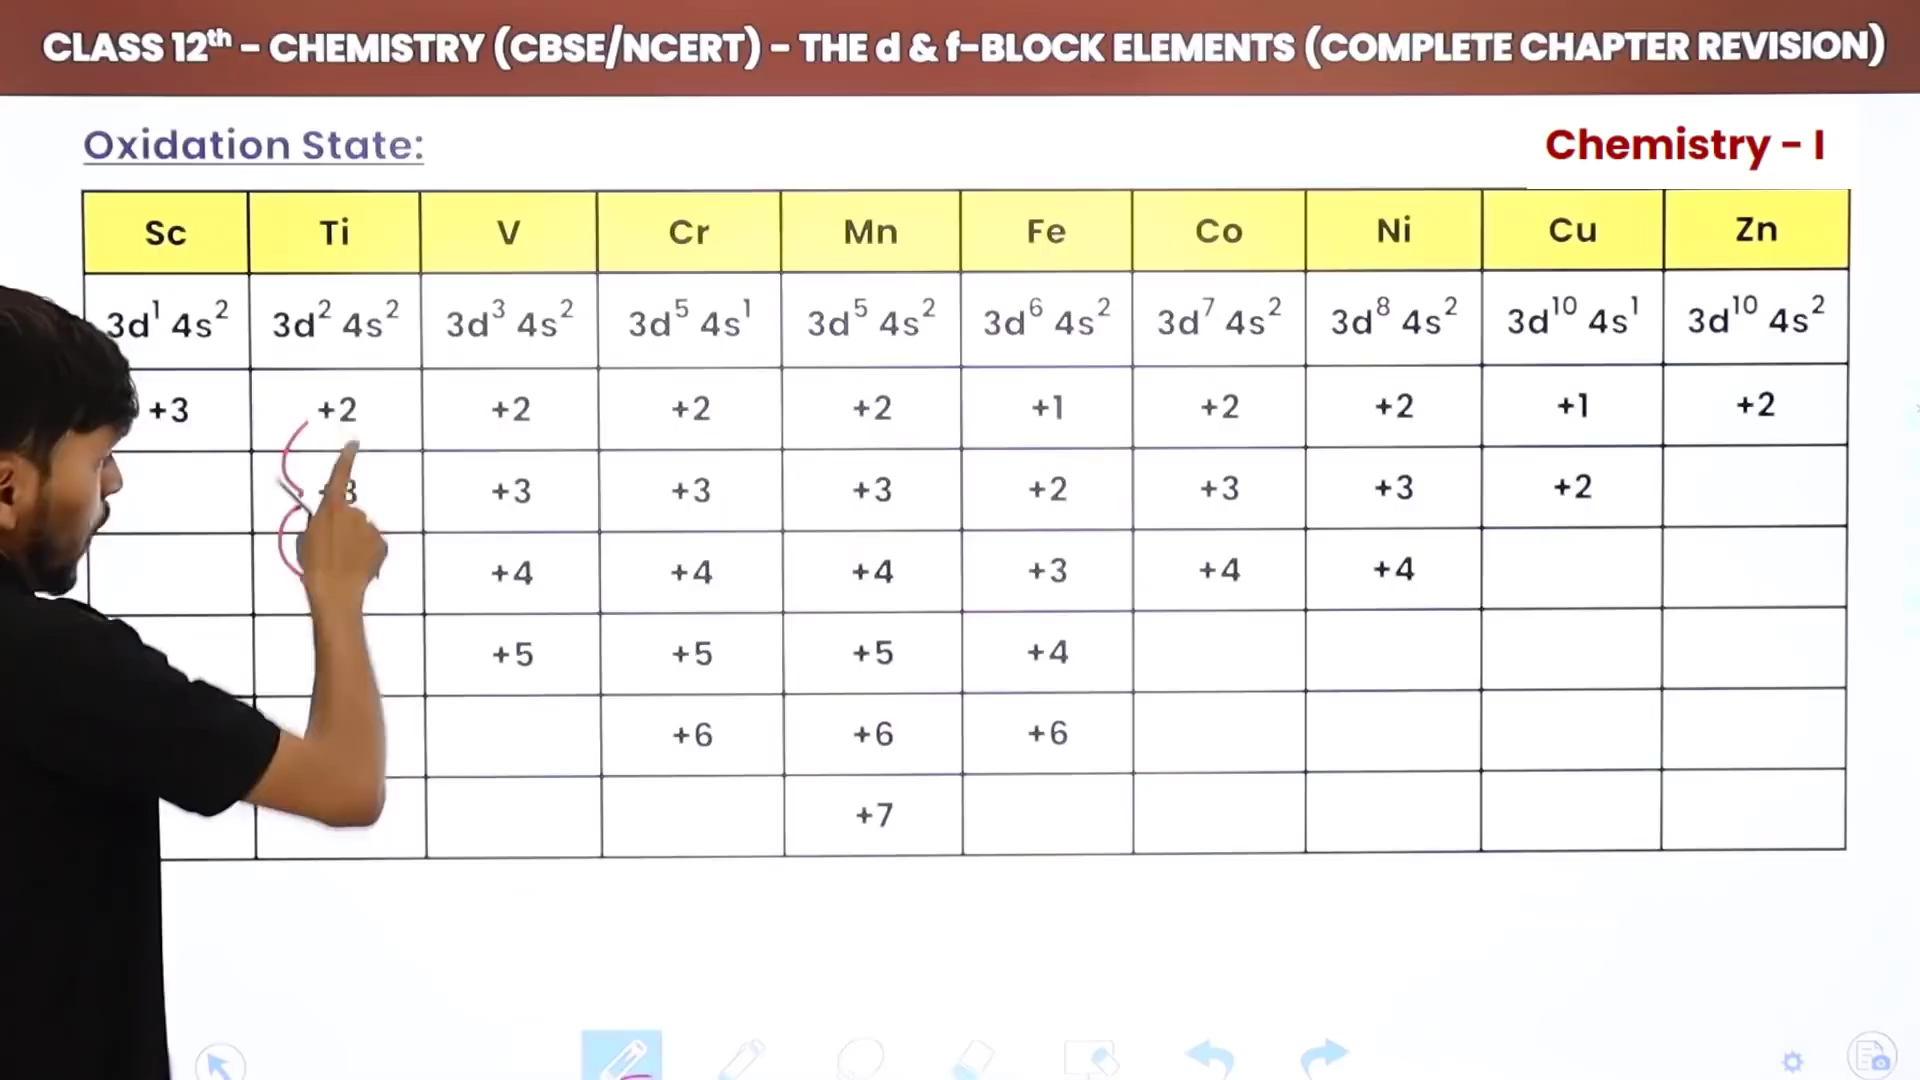 CLASS 12th - CHEMISTRY (CBSE/NCERT) - THE d & f-BLOCK ELEMENTS (COMPLETE CHAPTER REVISION)
Oxidation State:
Chemistry - I
Sc Ti V Cr Mn Fe Co Ni Cu Zn
3d¹ 4s² 3d² 4s² 3d³ 4s² 3d⁵ 4s¹ 3d⁵ 4s² 3d⁶ 4s² 3d⁷ 4s² 3d⁸ 4s² 3d¹⁰ 4s¹ 3d¹⁰ 4s²
+3 +2 +2 +2 +2 +1 +2 +2 +1 +2
+3 +3 +3 +3 +2 +3 +3 +2
+4 +4 +4 +3 +4 +4
+5 +5 +5 +4
+6 +6 +6
+7